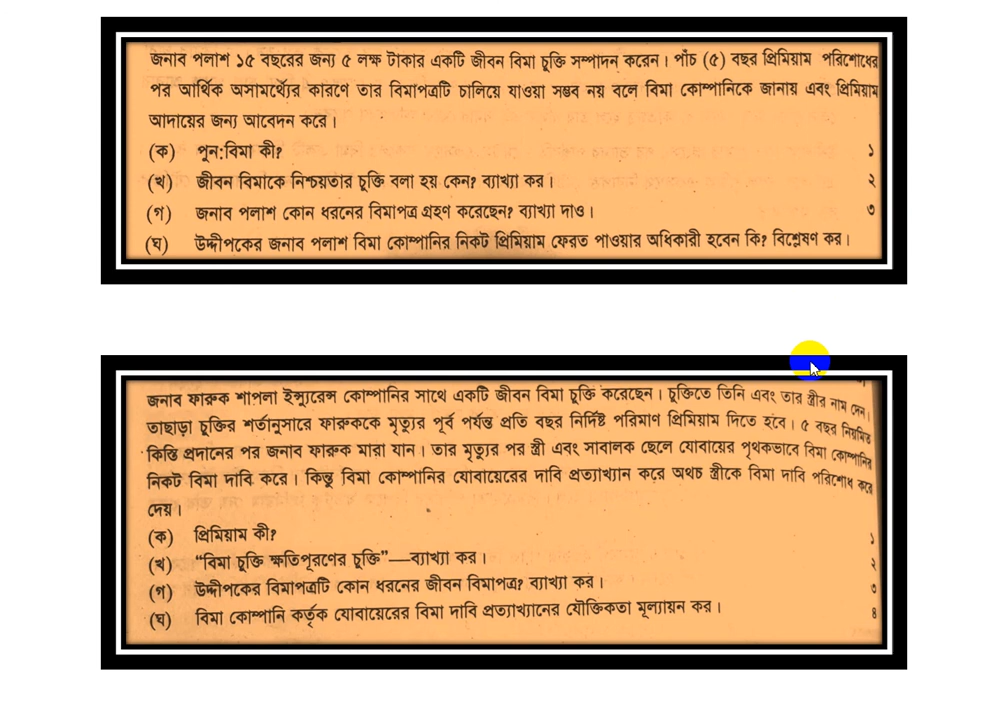 জনাব পলাশ ১৫ বছরের জন্য ৫ লক্ষ টাকার একটি জীবন বিমা চুক্তি সম্পাদন করেন। পাঁচ (৫) বছর প্রিমিয়াম পরিশোধের
পর আর্থিক অসামর্থ্যের কারণে তার বিমাপত্রটি চালিয়ে যাওয়া সম্ভব নয় বলে বিমা কোম্পানিকে জানায় এবং প্রিমিয়াম
আদায়ের জন্য আবেদন করে।
(ক) পুন:বিমা কী? ১
(খ) জীবন বিমাকে নিশ্চয়তার চুক্তি বলা হয় কেন? ব্যাখ্যা কর। ২
(গ) জনাব পলাশ কোন ধরনের বিমাপত্র গ্রহণ করেছেন? ব্যাখ্যা দাও। ৩
(ঘ) উদ্দীপকের জনাব পলাশ বিমা কোম্পানির নিকট প্রিমিয়াম ফেরত পাওয়ার অধিকারী হবেন কি? বিশ্লেষণ কর।
জনাব ফারুক শাপলা ইন্স্যুরেন্স কোম্পানির সাথে একটি জীবন বিমা চুক্তি করেছেন। চুক্তিতে তিনি এবং তার স্ত্রীর নাম দেন।
তাছাড়া চুক্তির শর্তানুসারে ফারুককে মৃত্যুর পূর্ব পর্যন্ত প্রতি বছর নির্দিষ্ট পরিমাণ প্রিমিয়াম দিতে হবে। ৫ বছর নিয়মিত
কিস্তি প্রদানের পর জনাব ফারুক মারা যান। তার মৃত্যুর পর স্ত্রী এবং সাবালক ছেলে যোবায়ের পৃথকভাবে বিমা কোম্পানির
নিকট বিমা দাবি করে। কিন্তু বিমা কোম্পানির যোবায়েরের দাবি প্রত্যাখ্যান করে অথচ স্ত্রীকে বিমা দাবি পরিশোধ করে
দেয়।
(ক) প্রিমিয়াম কী? ১
(খ) “বিমা চুক্তি ক্ষতিপূরণের চুক্তি”—ব্যাখ্যা কর। ২
(গ) উদ্দীপকের বিমাপত্রটি কোন ধরনের জীবন বিমাপত্র? ব্যাখ্যা কর। ৩
(ঘ) বিমা কোম্পানি কর্তৃক যোবায়েরের বিমা দাবি প্রত্যাখ্যানের যৌক্তিকতা মূল্যায়ন কর। ৪